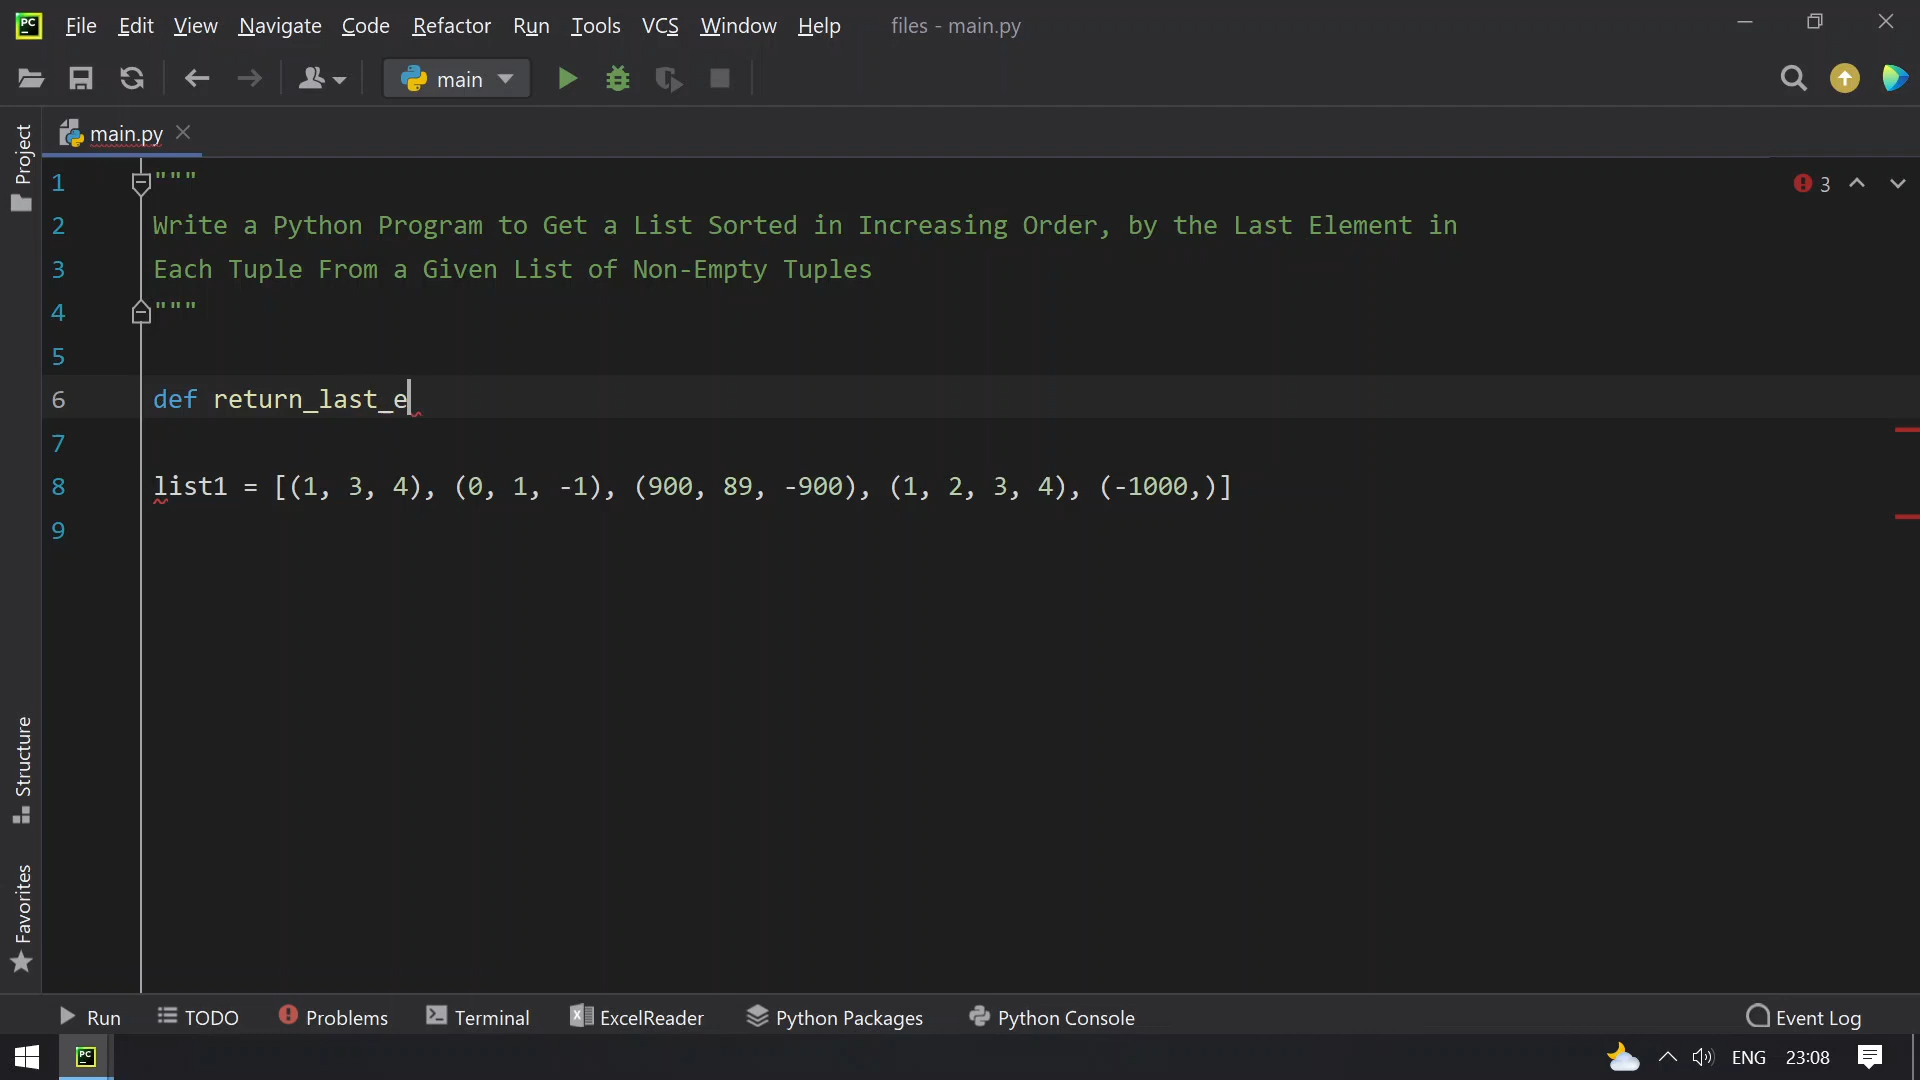 PC File Edit View Navigate Code Refactor Run Tools VCS Window Help files - main.py
main
main.py
Project
3
1 """
2 Write a Python Program to Get a List Sorted in Increasing Order, by the Last Element in
3 Each Tuple From a Given List of Non-Empty Tuples
4 """
5
6 def return_last_e
7
8 list1 = [(1, 3, 4), (0, 1, -1), (900, 89, -900), (1, 2, 3, 4), (-1000,)]
9
Structure
Favorites
Run TODO Problems Terminal ExcelReader Python Packages Python Console Event Log
PC ENG 23:08